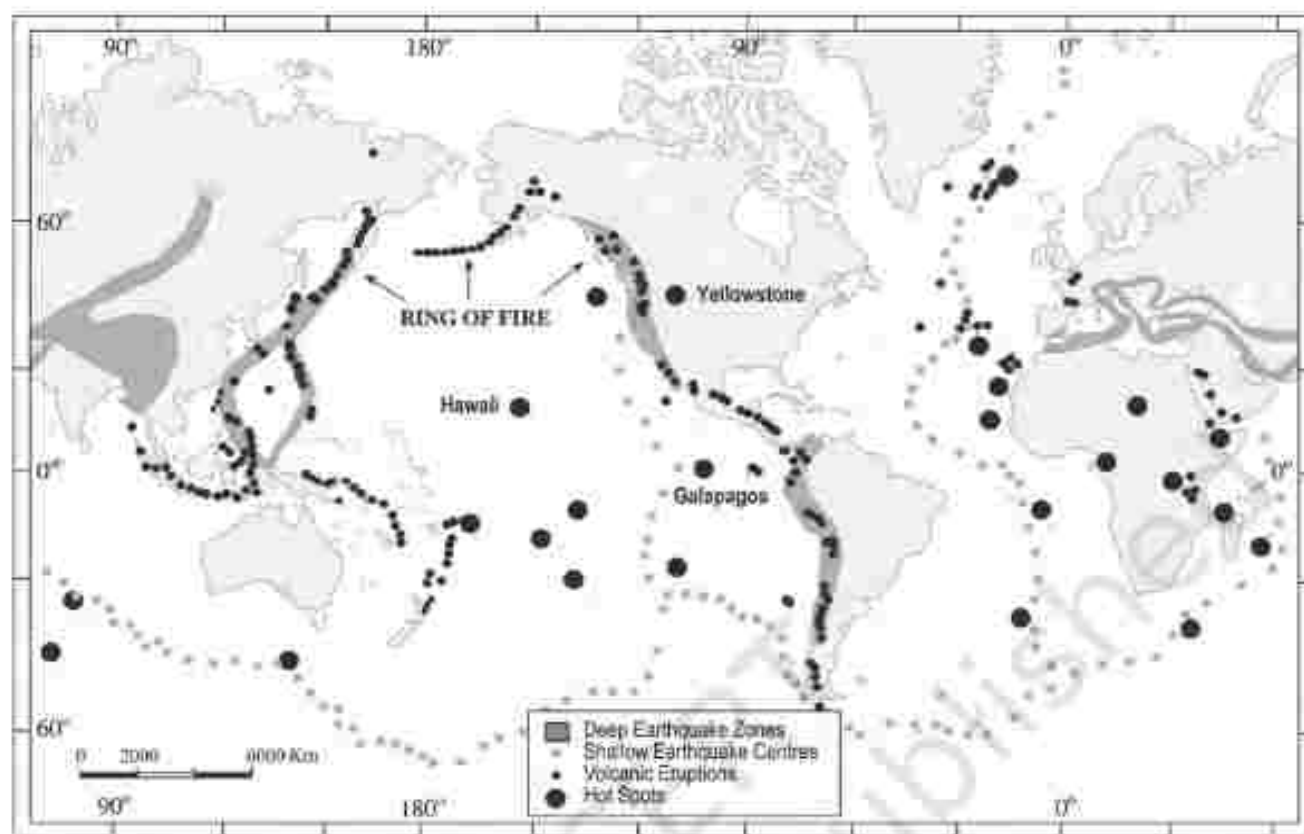 90° 180° 90° 0°
60°
Yellowstone
RING OF FIRE
Hawaii
0° 0°
Galapagos
60°
Deep Earthquake Zones
Shallow Earthquake Centres
Volcanic Eruptions
Hot Spots
0 2000 6000 Km
90° 180° 0°